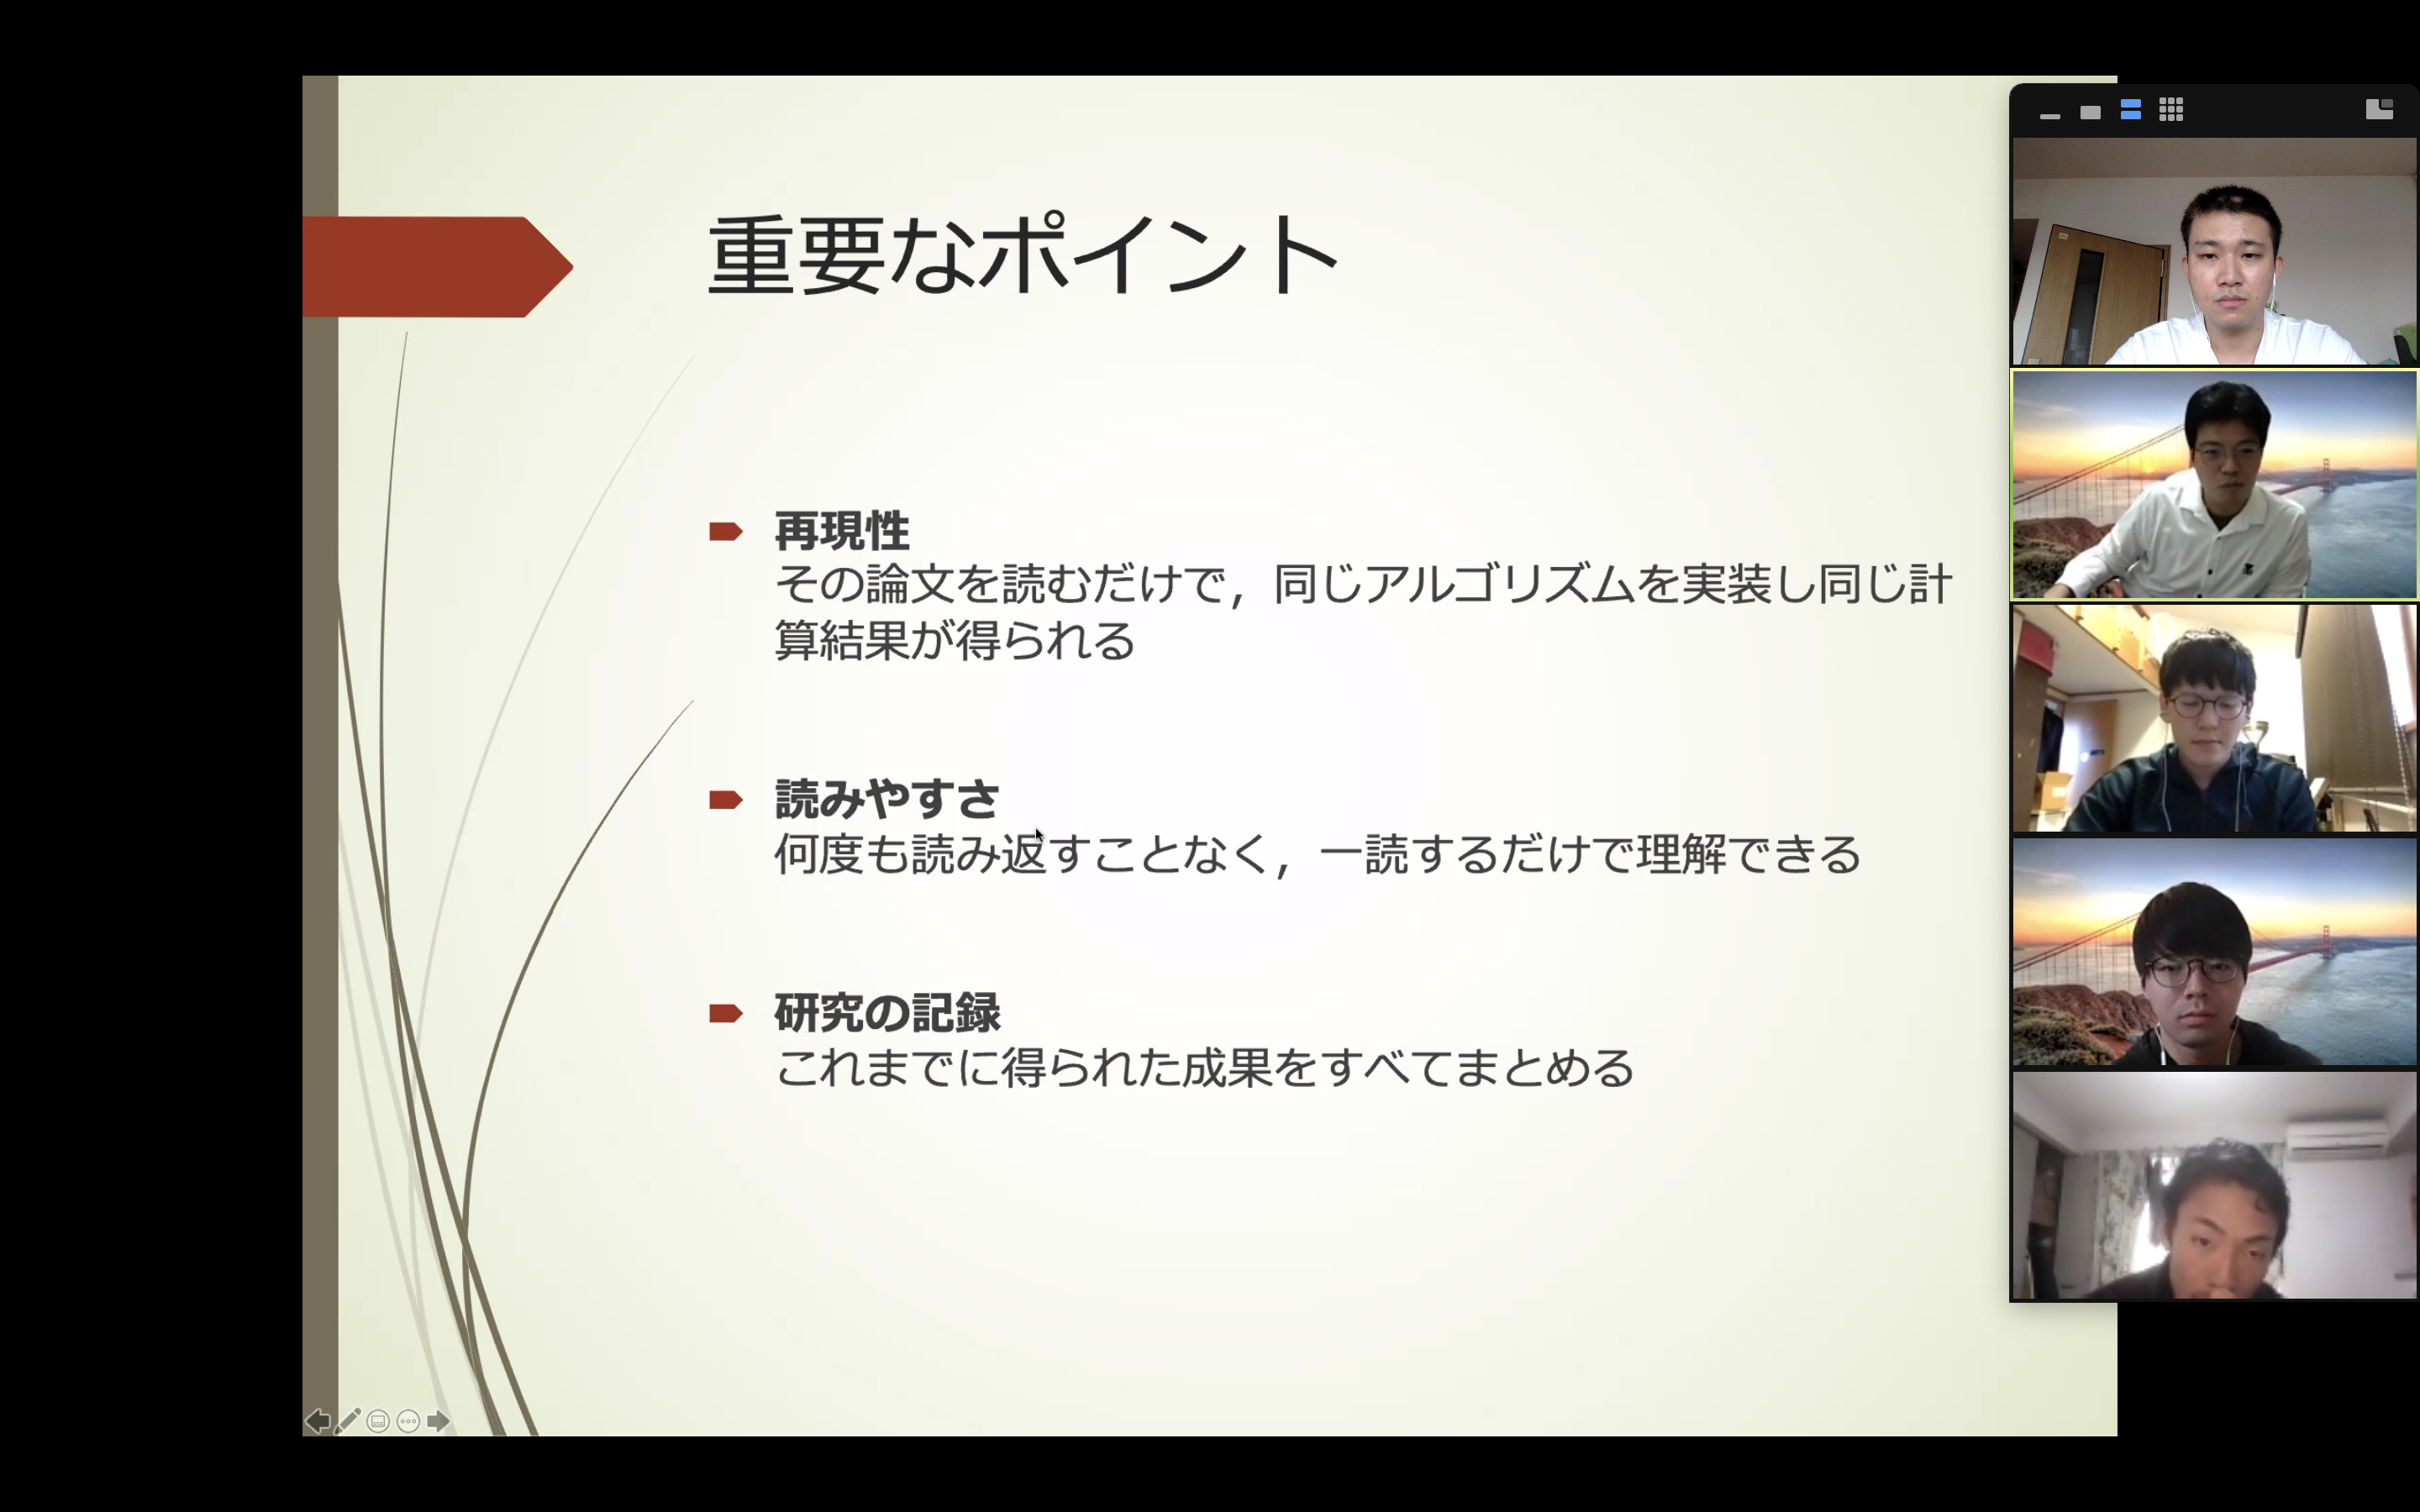 重要なポイント
再現性
その論文を読むだけで，同じアルゴリズムを実装し同じ計
算結果が得られる
読みやすさ
何度も読み返すことなく，一読するだけで理解できる
研究の記録
これまでに得られた成果をすべてまとめる